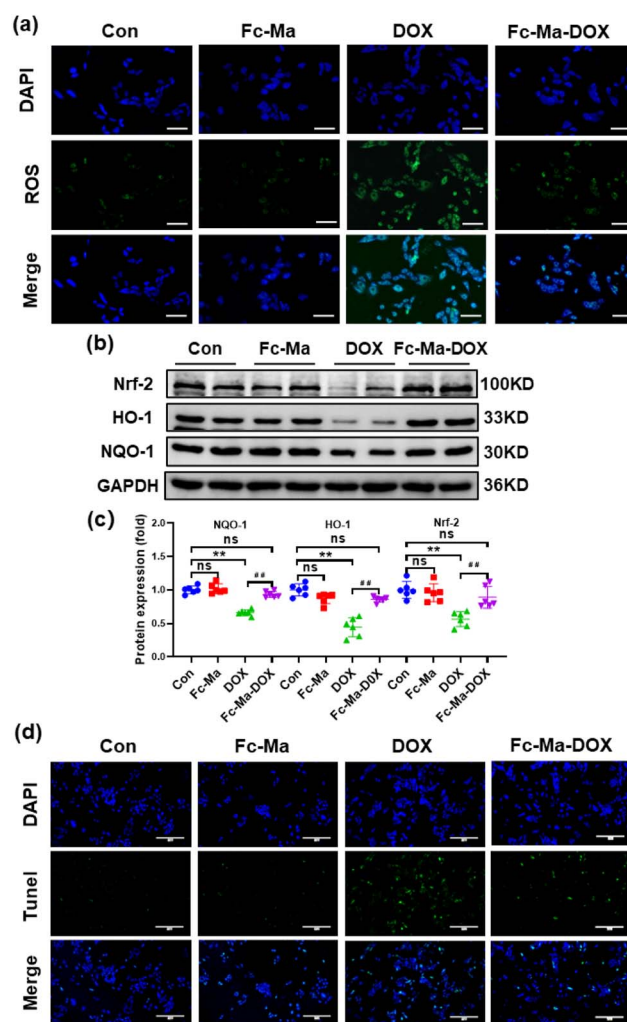 (a)
Con Fc-Ma DOX Fc-Ma-DOX
DAPI
ROS
Merge
(b)
Con Fc-Ma DOX Fc-Ma-DOX
Nrf-2 100KD
HO-1 33KD
NQO-1 30KD
GAPDH 36KD
(c)
NQO-1 HO-1 Nrf-2
ns ns ns
** ** **
ns ## ns ## ns ##
Protein expression (fold)
2.0
1.5
1.0
0.5
0.0
Con Fc-Ma DOX Fc-Ma-DOX Con Fc-Ma DOX Fc-Ma-DOX Con Fc-Ma DOX Fc-Ma-DOX
(d)
Con Fc-Ma DOX Fc-Ma-DOX
DAPI
Tunel
Merge